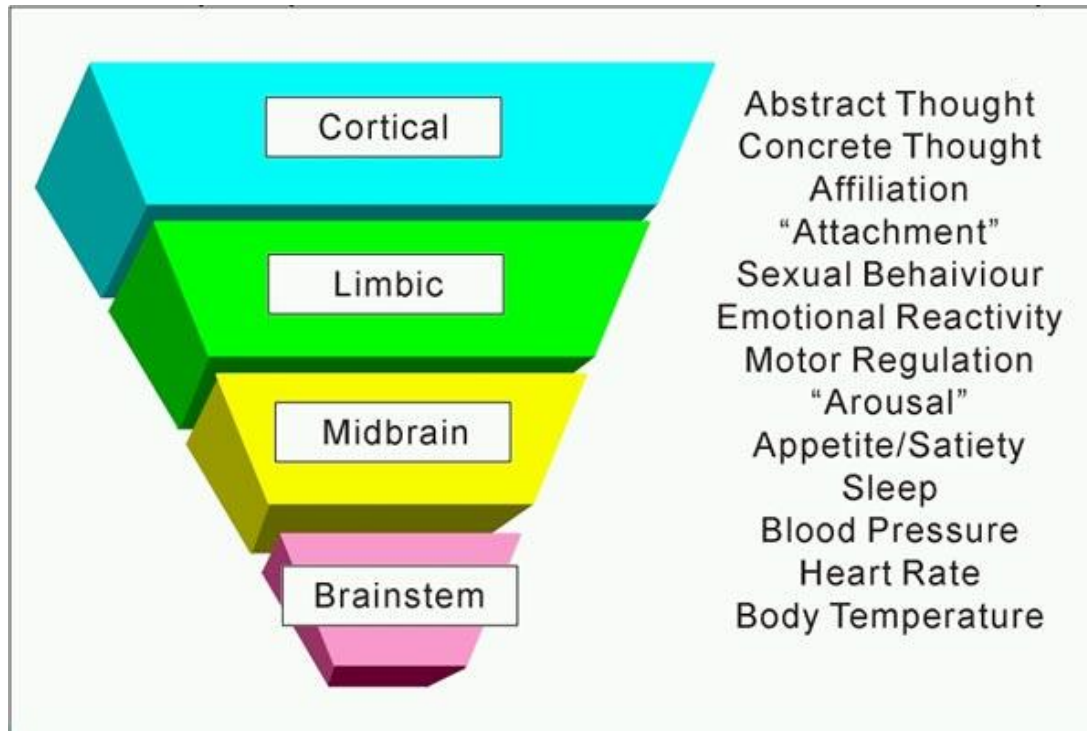 Cortical
Limbic
Midbrain
Brainstem
Abstract Thought
Concrete Thought
Affiliation
“Attachment”
Sexual Behaiviour
Emotional Reactivity
Motor Regulation
“Arousal”
Appetite/Satiety
Sleep
Blood Pressure
Heart Rate
Body Temperature